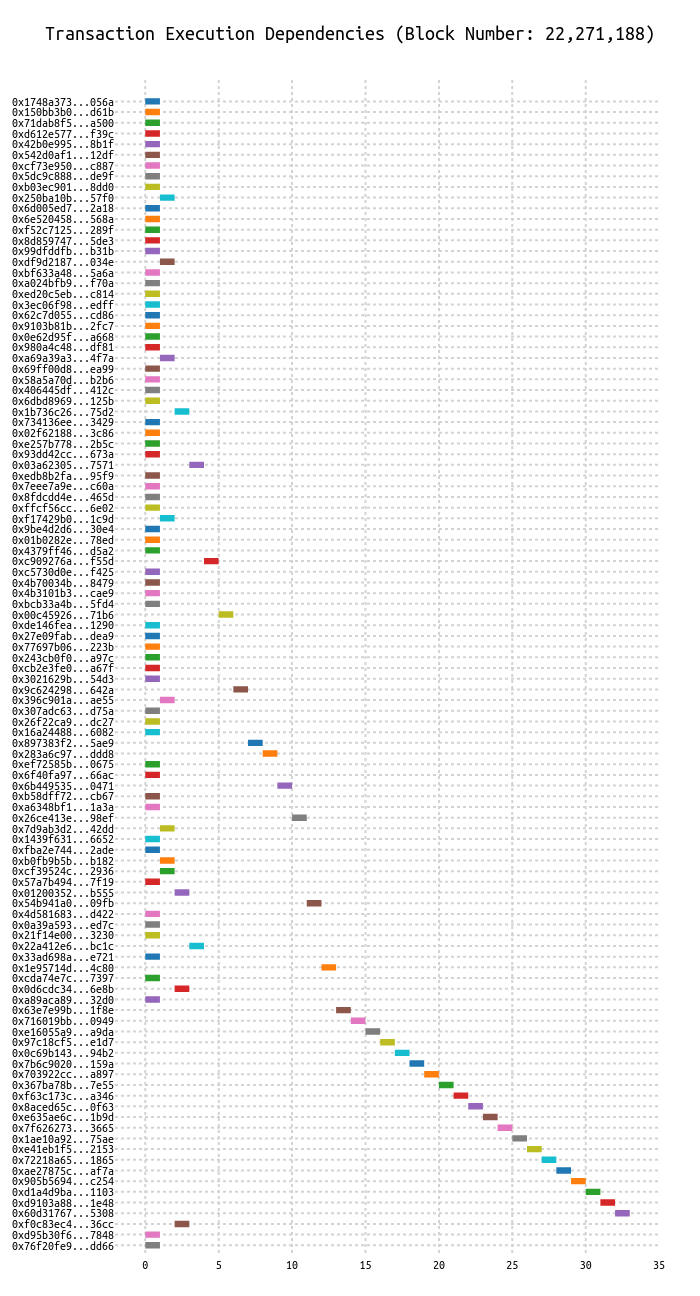 Transaction Execution Dependencies (Block Number: 22,271,188)
0x1748a373...056a
0x150bb3b0...d61b
0x71dab8f5...a500
0xd612e577...f39c
0x42b0e995...8b1f
0x542d0af1...12df
0xcf73e950...c887
0x5dc9c888...de9f
0xb03ec901...8dd0
0x250ba10b...57f0
0x6d005ed7...2a18
0x6e520458...568a
0xf52c7125...289f
0x8d859747...5de3
0x99dfddfb...b31b
0xdf9d2187...034e
0xbf633a48...5a6a
0xa024bfb9...f70a
0xed20c5eb...c814
0x3ec06f98...edff
0x62c7d055...cd86
0x9103b81b...2fc7
0x0e62d95f...a668
0x980a4c48...df81
0xa69a39a3...4f7a
0x69ff00d8...ea99
0x58a5a70d...b2b6
0x406445df...412c
0x6dbd8969...125b
0x1b736c26...75d2
0x734136ee...3429
0x02f62188...3c86
0xe257b778...2b5c
0x93dd42cc...673a
0x03a62305...7571
0xedb8b2fa...95f9
0x7eee7a9e...c60a
0x8fdcdd4e...465d
0xffcf56cc...6e02
0xf17429b0...1c9d
0x9be4d2d6...30e4
0x01b0282e...78ed
0x4379ff46...d5a2
0xc909276a...f55d
0xc5730d0e...f425
0x4b70034b...8479
0x4b3101b3...cae9
0xbcb33a4b...5fd4
0x00c45926...71b6
0xde146fea...1290
0x27e09fab...dea9
0x77697b06...223b
0x243cb0f0...a97c
0xcb2e3fe0...a67f
0x3021629b...54d3
0x9c624298...642a
0x396c901a...ae55
0x307adc63...d75a
0x26f22ca9...dc27
0x16a24488...6082
0x897383f2...5ae9
0x283a6c97...ddd8
0xef72585b...0675
0x6f40fa97...66ac
0x6b449535...0471
0xb58dff72...cb67
0xa6348bf1...1a3a
0x26ce413e...98ef
0x7d9ab3d2...42dd
0x1439f631...6652
0xfba2e744...2ade
0xb0fb9b5b...b182
0xcf39524c...2936
0x57a7b494...7f19
0x01200352...b555
0x54b941a0...09fb
0x4d581683...d422
0x0a39a593...ed7c
0x21f14e00...3230
0x22a412e6...bc1c
0x33ad698a...e721
0x1e95714d...4c80
0xcda74e7c...7397
0x0d6cdc34...6e8b
0xa89aca89...32d0
0x63e7e99b...1f8e
0x716019bb...0949
0xe16055a9...a9da
0x97c18cf5...e1d7
0x0c69b143...94b2
0x7b6c9020...159a
0x703922cc...a897
0x367ba78b...7e55
0xf63c173c...a346
0x8aced65c...0f63
0xe635ae6c...1b9d
0x7f626273...3665
0x1ae10a92...75ae
0xe41eb1f5...2153
0x72218a65...1865
0xae27875c...af7a
0x905b5694...c254
0xd1a4d9ba...1103
0xd9103a88...1e48
0x60d31767...5308
0xf0c83ec4...36cc
0xd95b30f6...7848
0x76f20fe9...dd66
0 5 10 15 20 25 30 35